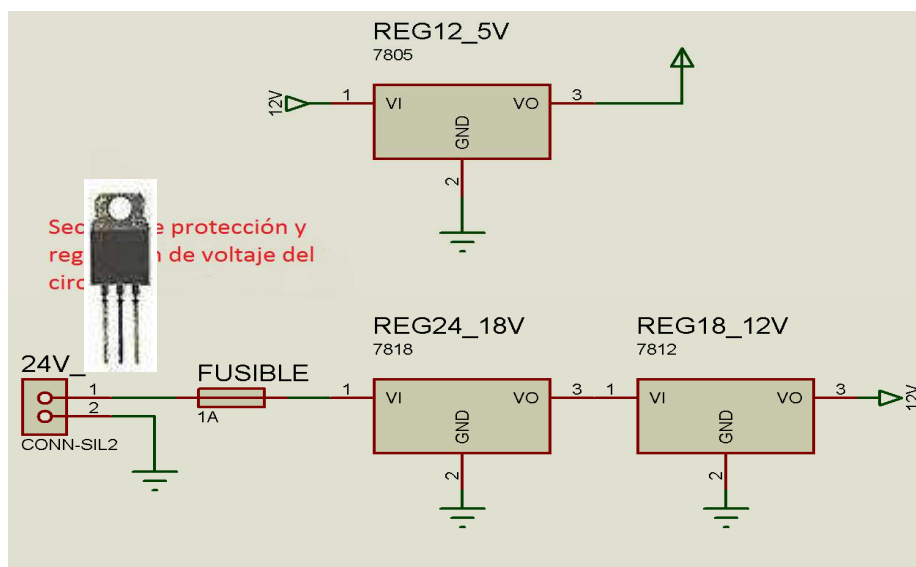 REG12_5V
7805
12V
1
VI
VO
3
GND
2
e protección y
de voltaje del
REG24_18V
7818
REG18_12V
7812
24V_
1
2
CONN-SIL2
FUSIBLE
1A
1
VI
VO
3
GND
2
1
VI
VO
3
GND
2
12V